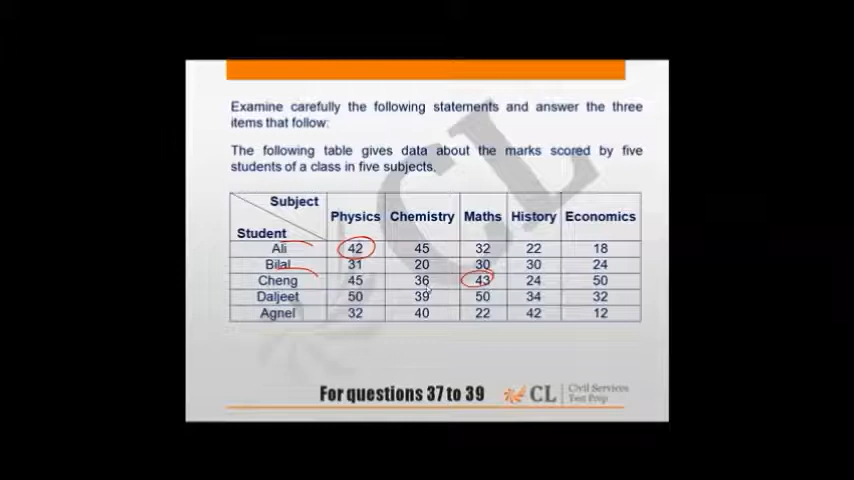 Examine carefully the following statements and answer the three
items that follow:
The following table gives data about the marks scored by five
students of a class in five subjects.
Subject
Student Physics Chemistry Maths History Economics
Ali 42 45 32 22 18
Bilal 31 20 30 30 24
Cheng 45 36 43 24 50
Daljeet 50 39 50 34 32
Agnel 32 40 22 42 12
For questions 37 to 39
CL Civil Services
Test Prep
CL